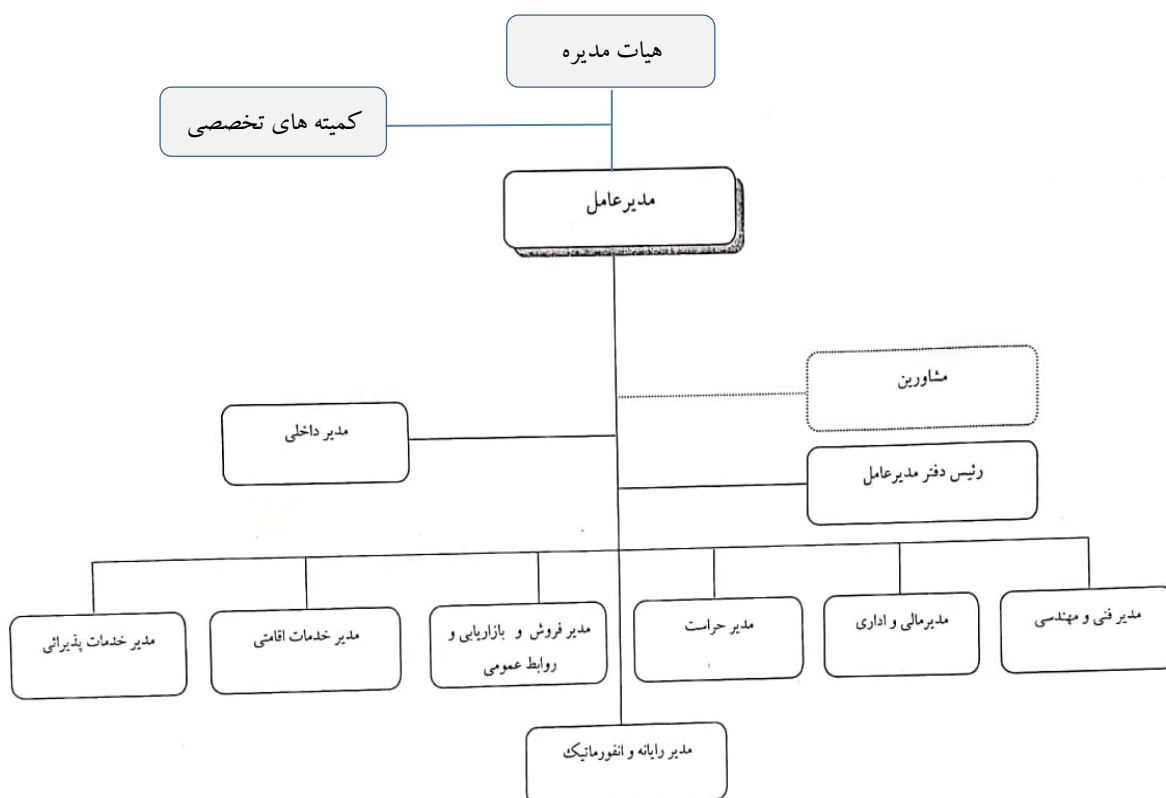 هیات مدیره
کمیته های تخصصی
مدیرعامل
مشاورین
مدیر داخلی
رئیس دفتر مدیرعامل
مدیر فنی و مهندسی
مدیرمالی و اداری
مدیر حراست
مدیر فروش و بازاریابی و
روابط عمومی
مدیر خدمات اقامتی
مدیر خدمات پذیرائی
مدیر رایانه و انفورماتیک